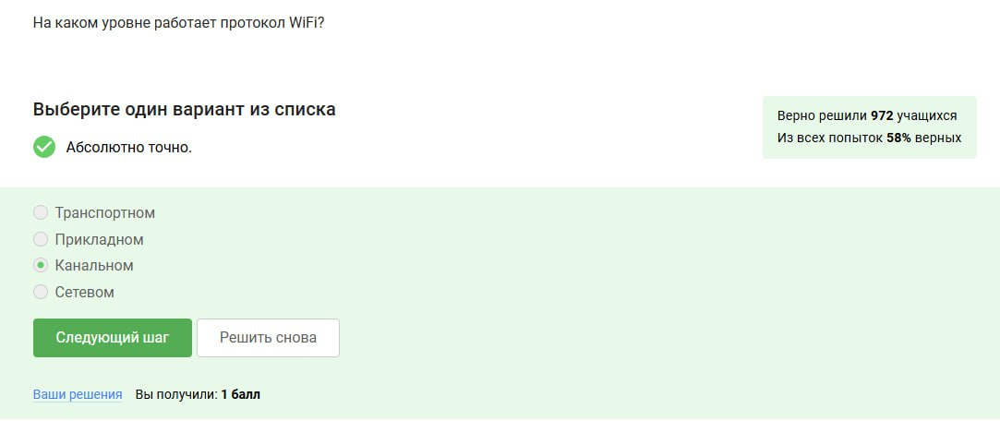 На каком уровне работает протокол WiFi?
Выберите один вариант из списка
Верно решили 972 учащихся
Из всех попыток 58% верных
Абсолютно точно.
Транспортном
Прикладном
Канальном
Сетевом
Следующий шаг
Решить снова
Ваши решения
Вы получили: 1 балл